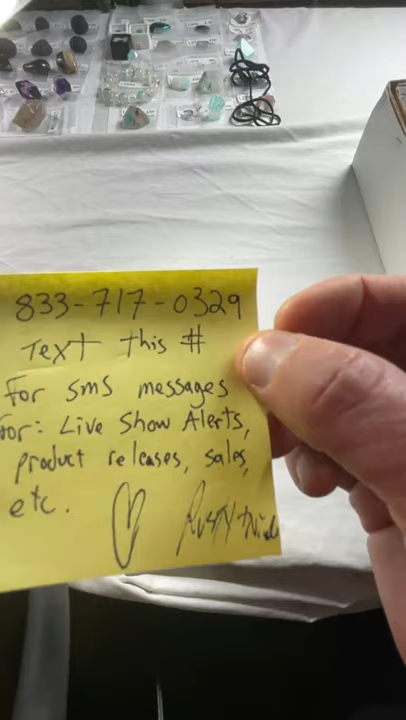 833-717-0329
Text this #
for sms messages
For: Live Show Alerts,
product releases, sales,
etc.